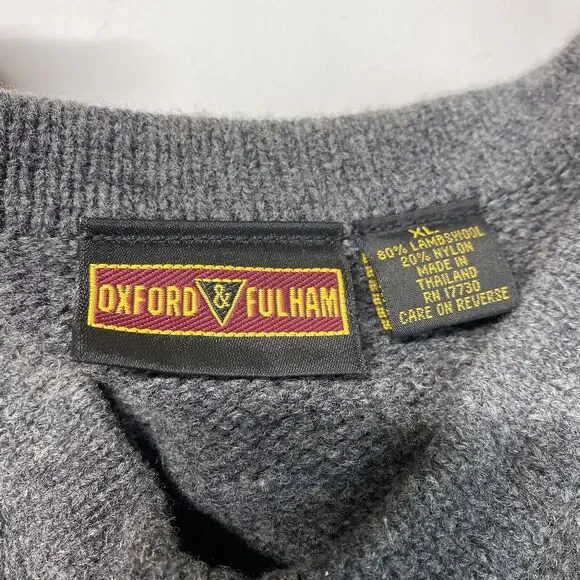 OXFORD & FULHAM
XL
80% LAMBSWOOL
20% NYLON
MADE IN
THAILAND
RN 17730
CARE ON REVERSE